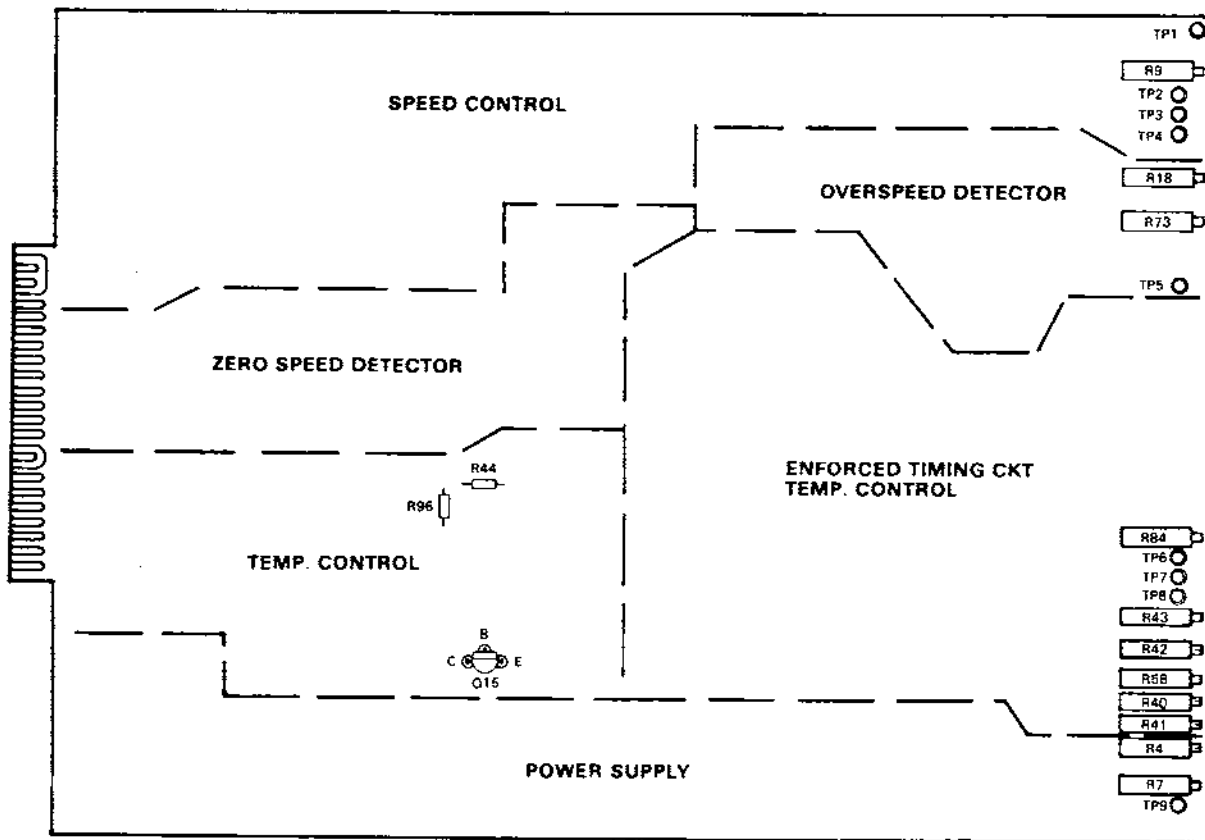 TP1
R9
TP2
SPEED CONTROL
TP3
TP4
R18
OVERSPEED DETECTOR
R73
TP5
ZERO SPEED DETECTOR
R44
ENFORCED TIMING CKT
TEMP. CONTROL
R96
R84
TP6
TEMP. CONTROL
TP7
TP8
R43
B
R42
C
E
Q15
R58
R40
R41
R4
POWER SUPPLY
R7
TP9